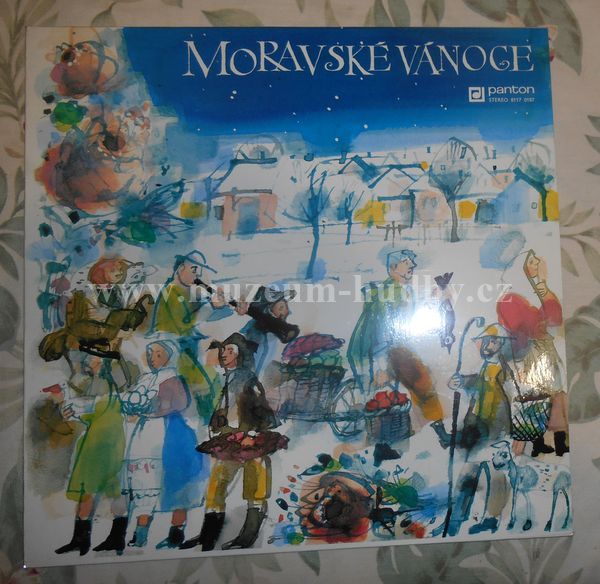 MORAVSKÉ VÁNOCE
panton
STEREO 8117 0187
www.muzeum-hudby.cz